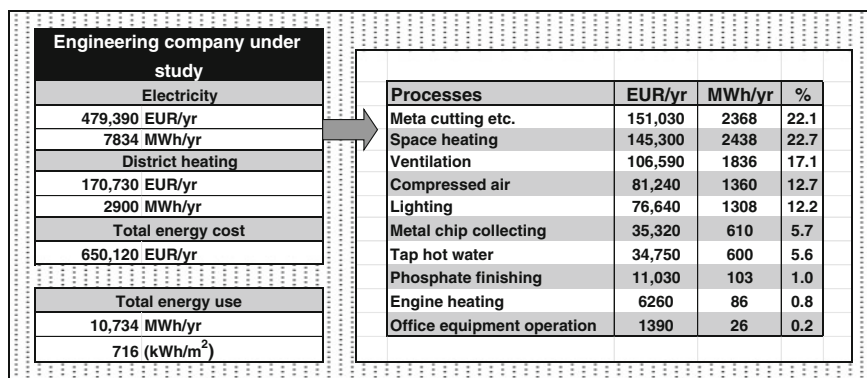 Engineering company under
study
Electricity
479,390 EUR/yr
7834 MWh/yr
District heating
170,730 EUR/yr
2900 MWh/yr
Total energy cost
650,120 EUR/yr
Total energy use
10,734 MWh/yr
716 (kWh/m²)
Processes EUR/yr MWh/yr %
Meta cutting etc. 151,030 2368 22.1
Space heating 145,300 2438 22.7
Ventilation 106,590 1836 17.1
Compressed air 81,240 1360 12.7
Lighting 76,640 1308 12.2
Metal chip collecting 35,320 610 5.7
Tap hot water 34,750 600 5.6
Phosphate finishing 11,030 103 1.0
Engine heating 6260 86 0.8
Office equipment operation 1390 26 0.2